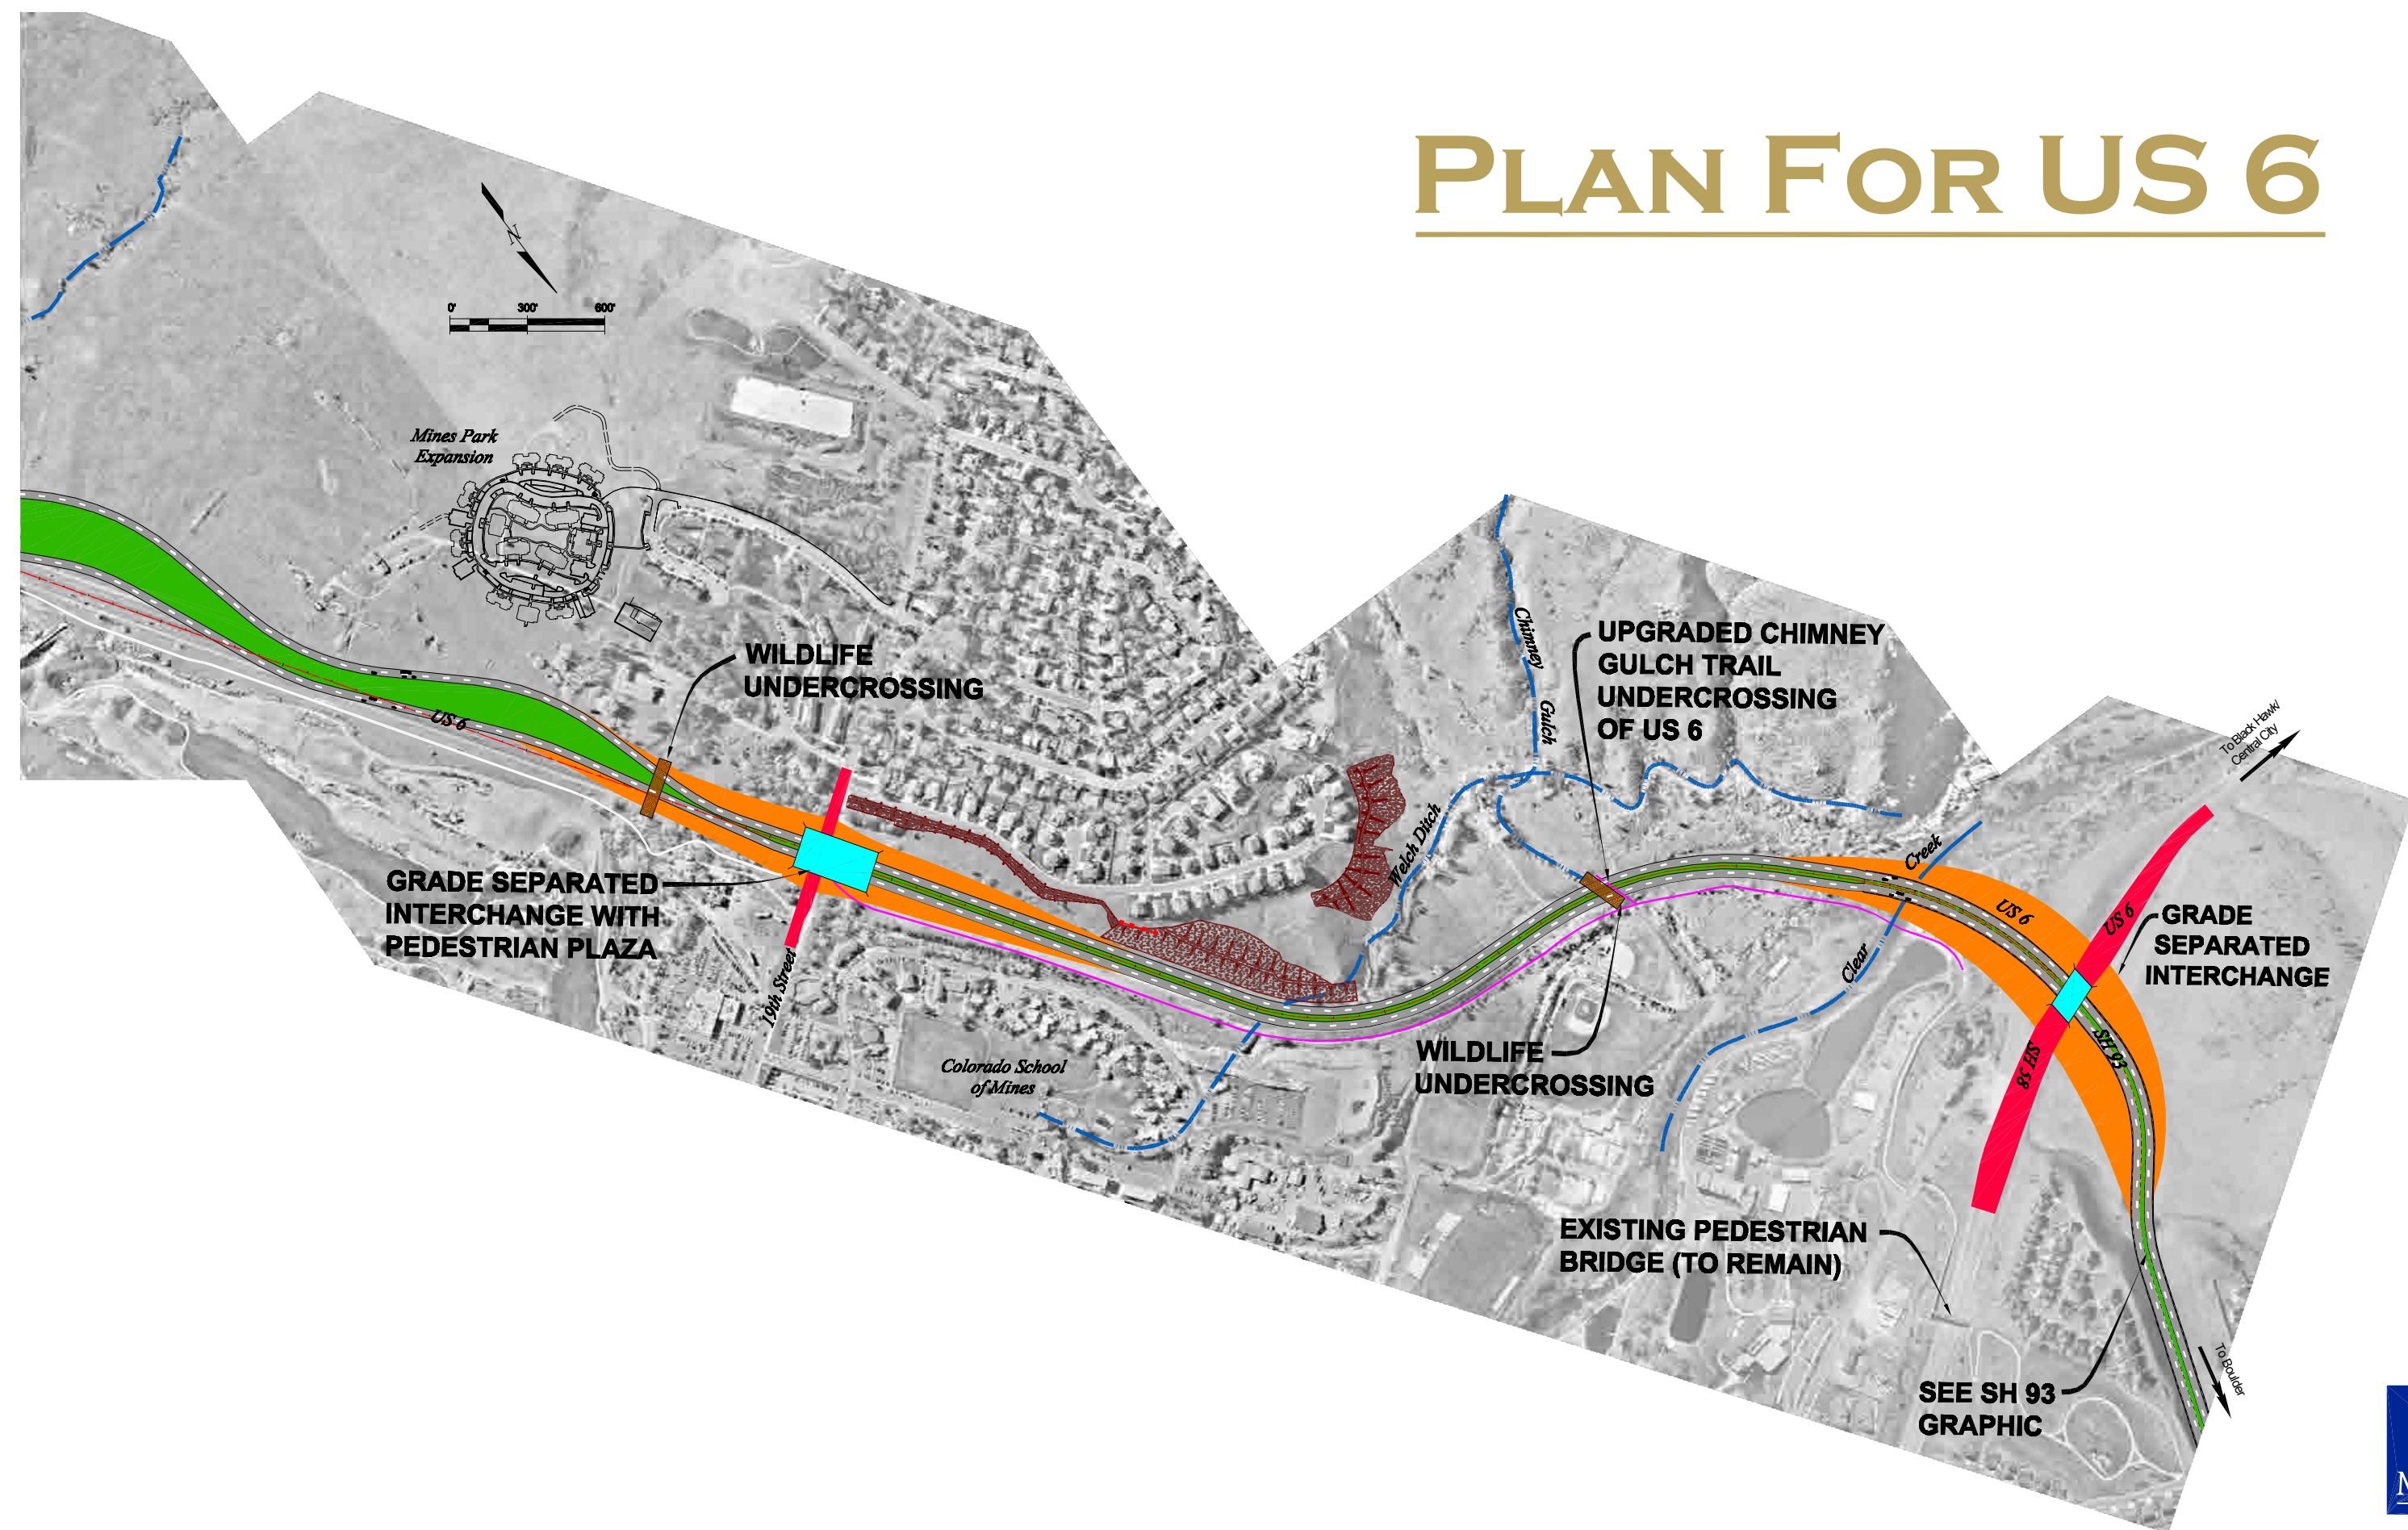 PLAN FOR US 6
N
0' 300' 600'
Mines Park
Expansion
US 6
WILDLIFE
UNDERCROSSING
GRADE SEPARATED
INTERCHANGE WITH
PEDESTRIAN PLAZA
19th Street
Colorado School
of Mines
Welch Ditch
Chimney
Gulch
UPGRADED CHIMNEY
GULCH TRAIL
UNDERCROSSING
OF US 6
WILDLIFE
UNDERCROSSING
Creek
Clear
US 6
US 6
SH 58
SH 93
To Black Hawk/
Central City
GRADE
SEPARATED
INTERCHANGE
EXISTING PEDESTRIAN
BRIDGE (TO REMAIN)
SEE SH 93
GRAPHIC
To Boulder